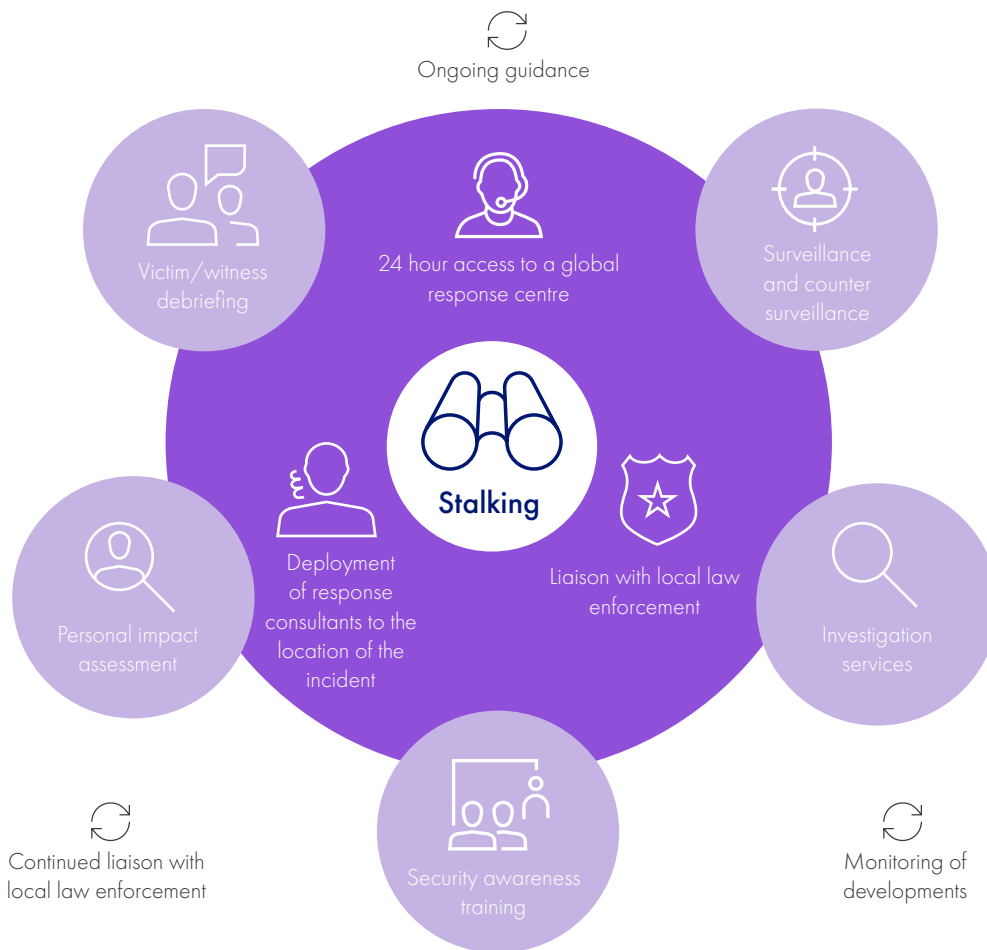 Ongoing guidance
Victim/witness
debriefing
24 hour access to a global
response centre
Surveillance
and counter
surveillance
Stalking
Deployment
of response
consultants to the
location of the
incident
Liaison with local law
enforcement
Personal impact
assessment
Investigation
services
Security awareness
training
Continued liaison with
local law enforcement
Monitoring of
developments